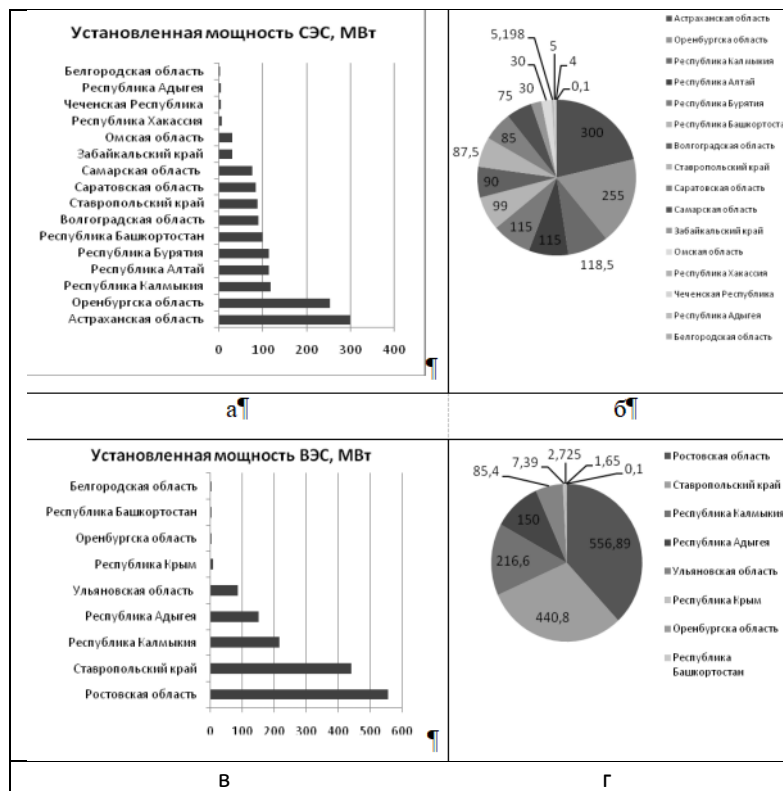 Установленная мощность СЭС, МВт
Белгородская область
Республика Адыгея
Чеченская Республика
Республика Хакассия
Омская область
Забайкальский край
Самарская область
Саратовская область
Ставропольский край
Волгоградская область
Республика Башкортостан
Республика Бурятия
Республика Алтай
Республика Калмыкия
Оренбургска область
Астраханская область
0 100 200 300 400
¶
5
5,198
4
30
0,1
75
30
300
85
87,5
255
90
99
115
115
118,5
Астраханская область
Оренбургска область
Республика Калмыкия
Республика Алтай
Республика Бурятия
Республика Башкортоста
Волгоградская область
Ставропольский край
Саратовская область
Самарская область
Забайкальский край
Омская область
Республика Хакассия
Чеченская Республика
Республика Адыгея
Белгородская область
а¶
б¶
Установленная мощность ВЭС, МВт
Белгородская область
Республика Башкортостан
Оренбургска область
Республика Крым
Ульяновская область
Республика Адыгея
Республика Калмыкия
Ставропольский край
Ростовская область
0 100 200 300 400 500 600
¶
2,725
7,39
1,65
85,4
0,1
150
556,89
216,6
440,8
Ростовская область
Ставропольский край
Республика Калмыкия
Республика Адыгея
Ульяновская область
Республика Крым
Оренбургска область
Республика
Башкортостан
в
г